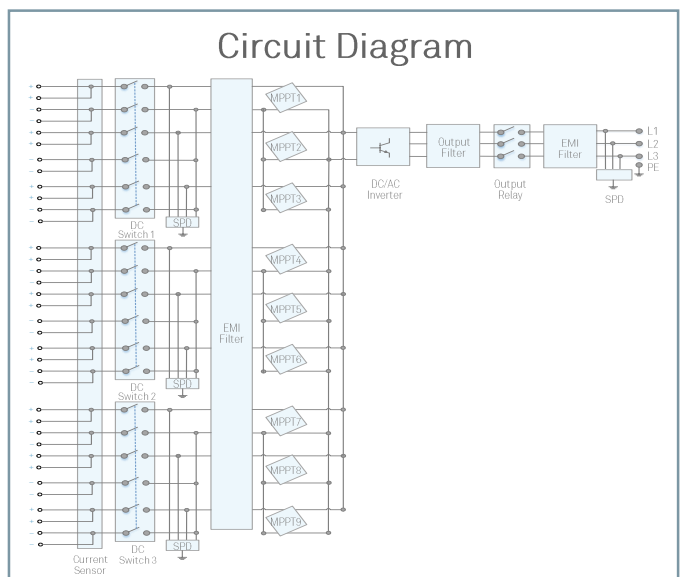 Circuit Diagram
MPPT1
MPPT2
MPPT3
DC
Switch 1
SPD
L1
L2
L3
PE
DC/AC
Inverter
Output
Filter
Output
Relay
EMI
Filter
SPD
MPPT4
MPPT5
MPPT6
EMI
Filter
DC
Switch 2
SPD
MPPT7
MPPT8
MPPT9
DC
Switch 3
SPD
Current
Sensor